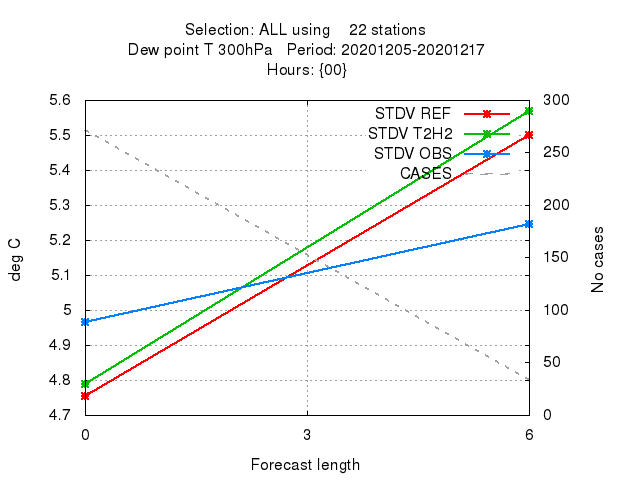 Selection: ALL using    22 stations
Dew point T 300hPa   Period: 20201205-20201217
Hours: {00}
5.6
5.5
5.4
5.3
5.2
5.1
5
4.9
4.8
4.7
deg C
STDV REF
STDV T2H2
STDV OBS
CASES
300
250
200
150
100
50
0
No cases
0 3 6
Forecast length